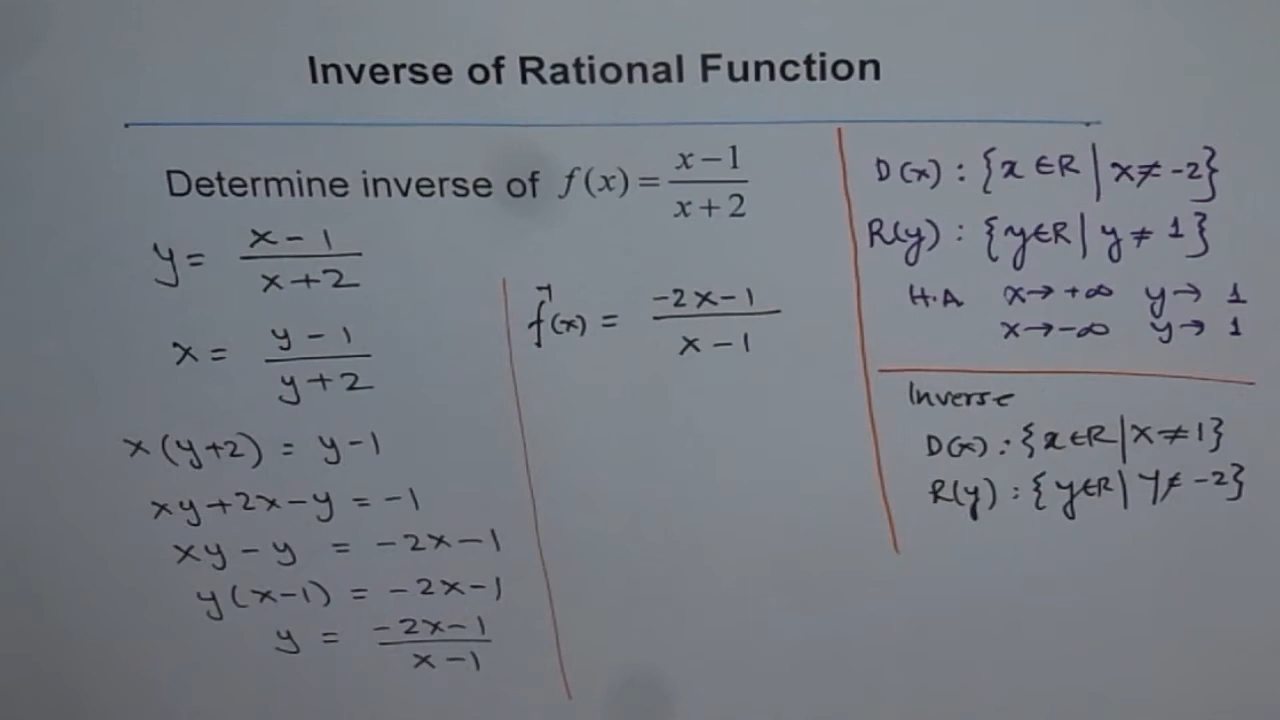 Inverse of Rational Function
Determine inverse of f(x) = (x-1)/(x+2)
y = (x-1)/(x+2)
x = (y-1)/(y+2)
x(y+2) = y-1
xy+2x-y = -1
xy-y = -2x-1
y(x-1) = -2x-1
y = (-2x-1)/(x-1)
f⁻¹(x) = (-2x-1)/(x-1)
D(x) : {x∈R | x≠-2}
R(y) : {y∈R | y≠1}
H.A x→+∞ y→1
x→-∞ y→1
Inverse
D(x) : {x∈R | x≠1}
R(y) : {y∈R | y≠-2}